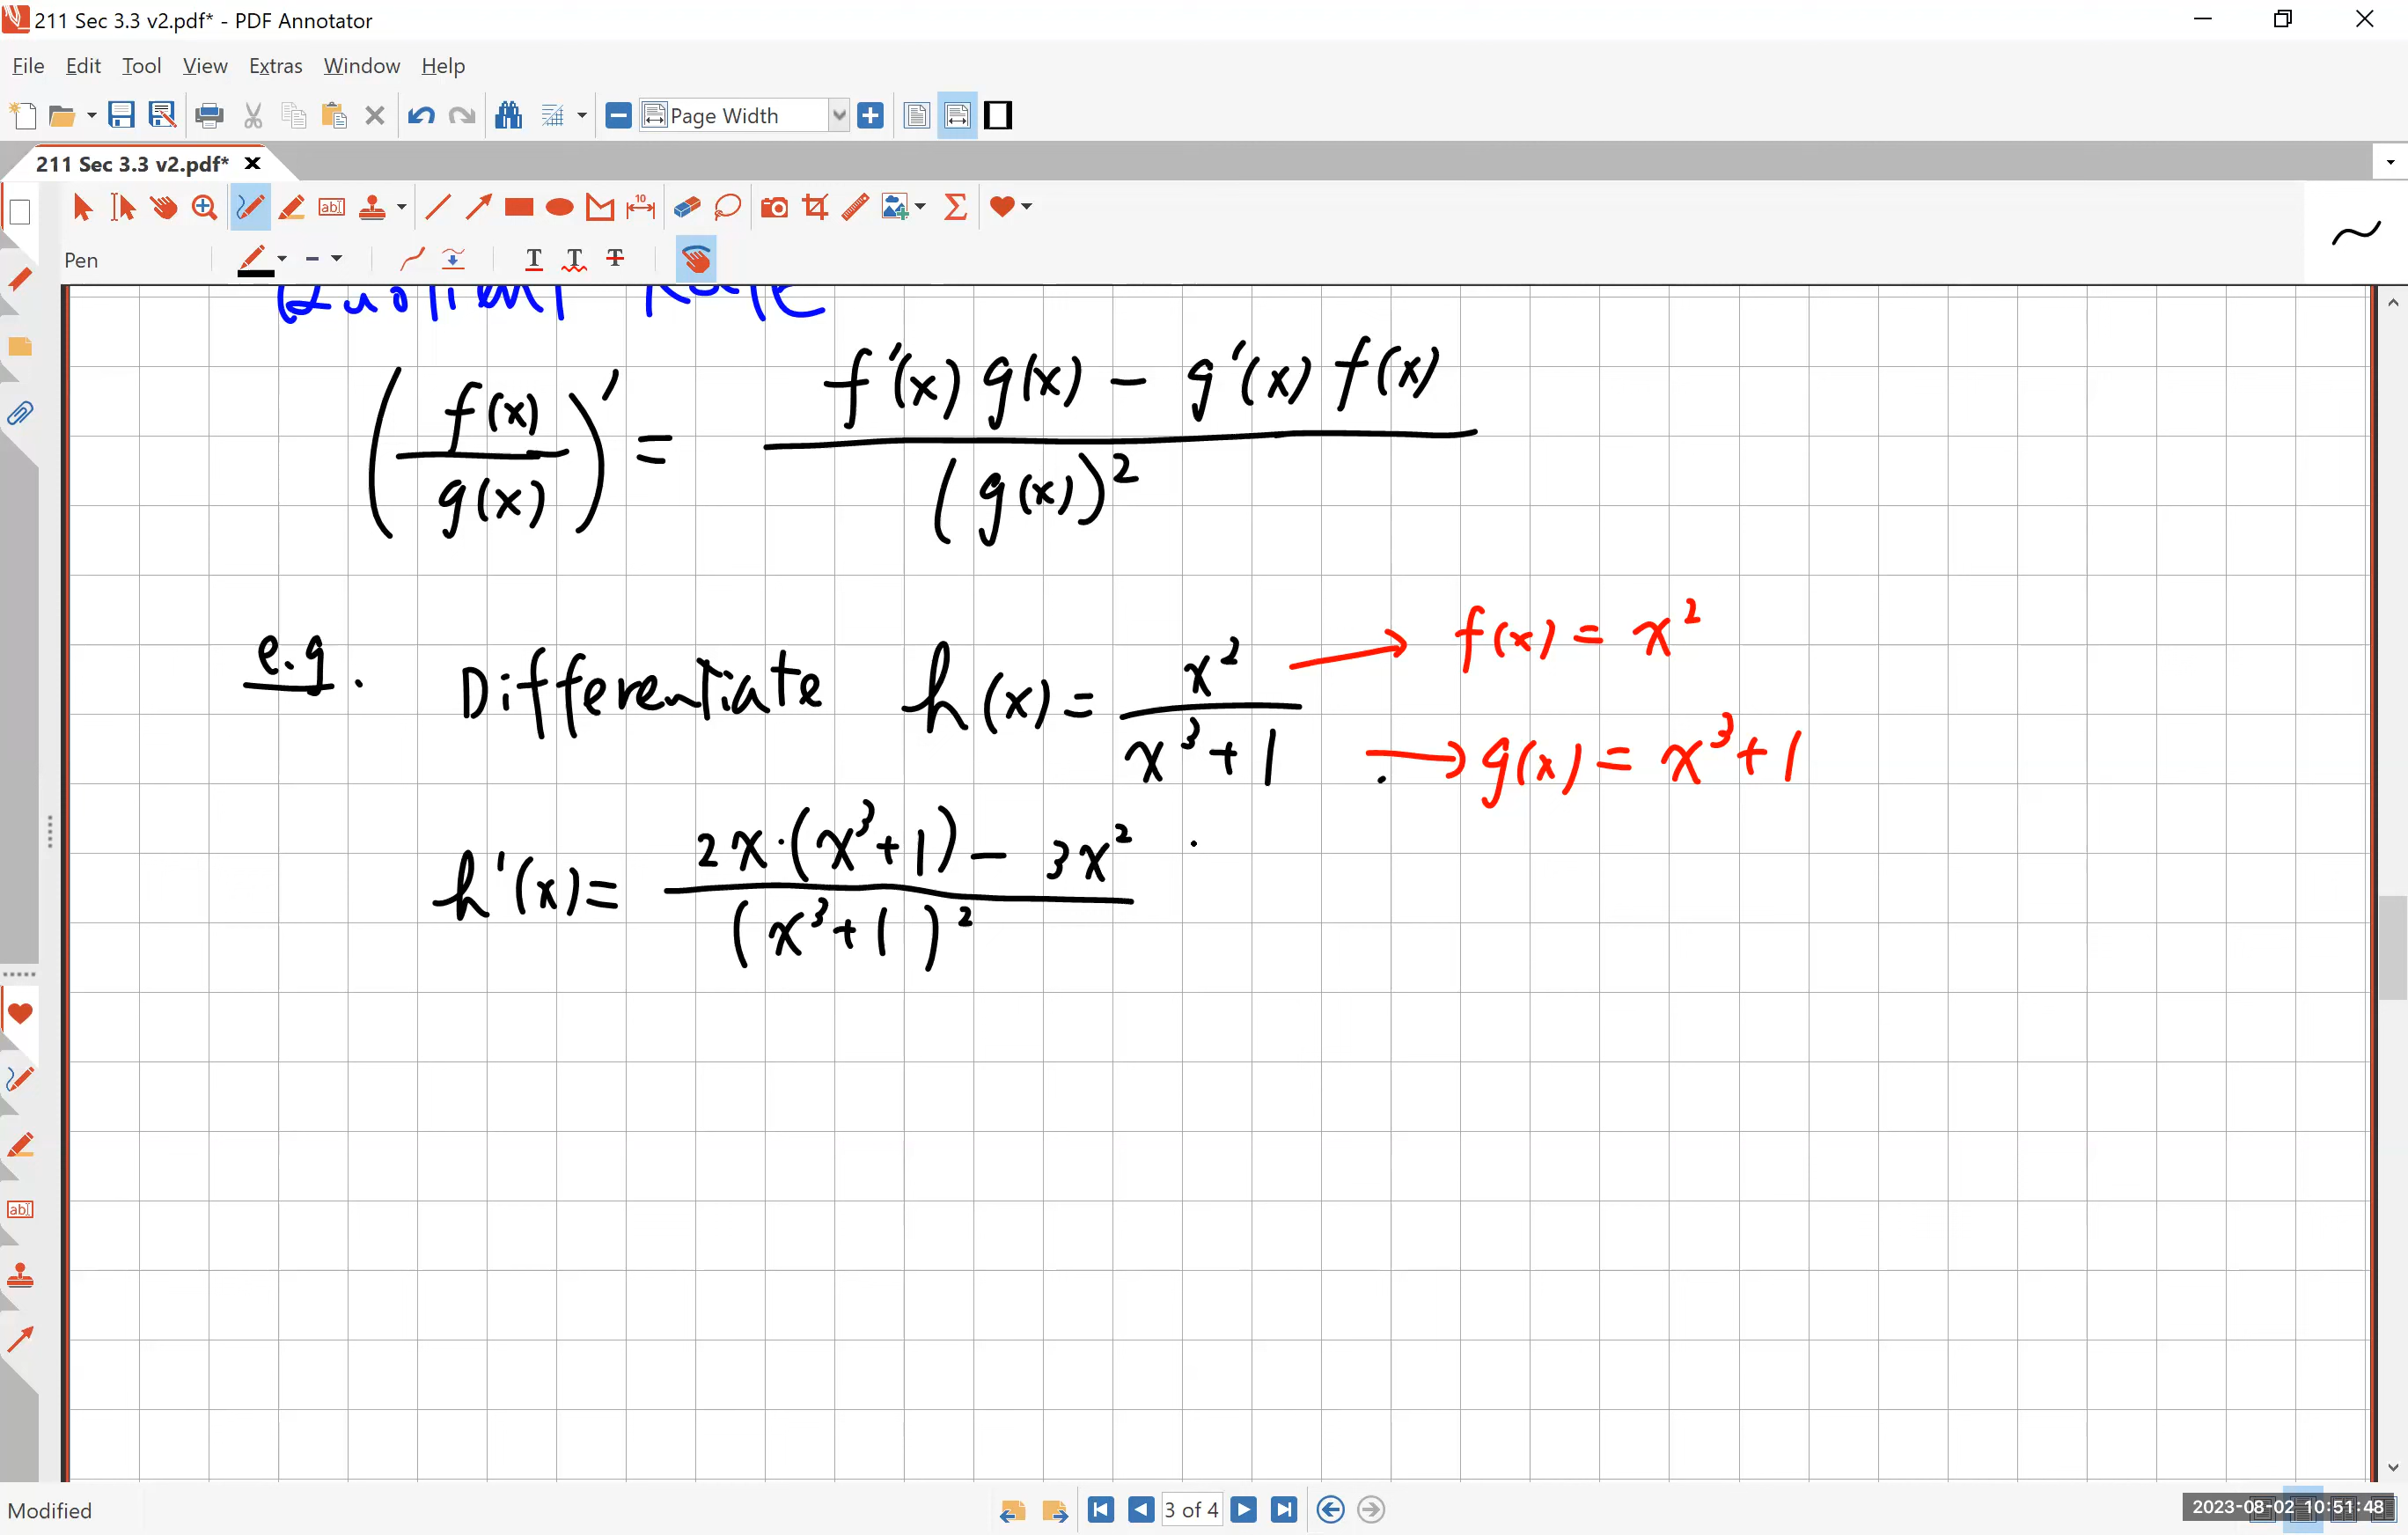 211 Sec 3.3 v2.pdf* - PDF Annotator
File Edit Tool View Extras Window Help
Page Width
211 Sec 3.3 v2.pdf*
Pen
Quotient Rule
(f(x)/g(x))' = (f'(x) g(x) − g'(x) f(x))/(g(x))²
e.g. Differentiate h(x) = x²/(x³+1) → f(x) = x²
→ g(x) = x³+1
h'(x) = (2x·(x³+1) − 3x² ·)/(x³+1)²
Modified
3 of 4
2023-08-02 10:51:48